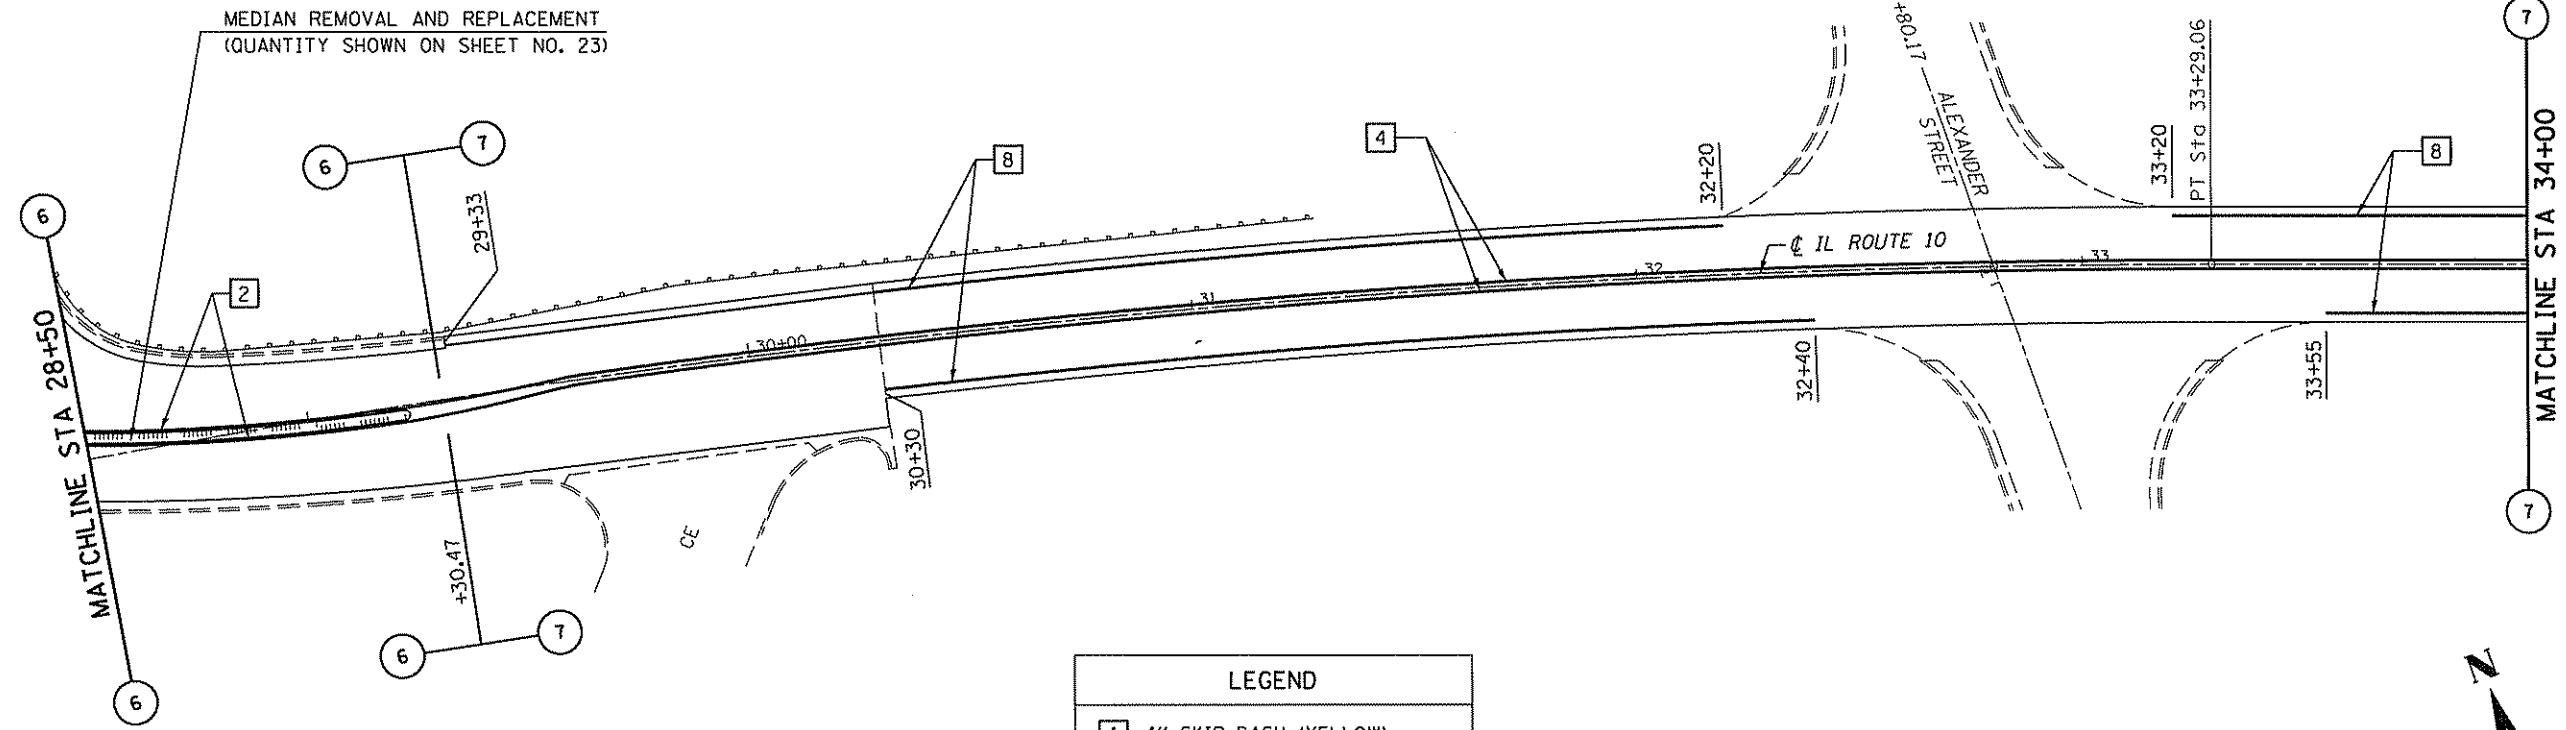 MEDIAN REMOVAL AND REPLACEMENT
(QUANTITY SHOWN ON SHEET NO. 23)
6
7
6
MATCHLINE STA 28+50
2
29+33
8
4
32+20
+80.17
ALEXANDER
STREET
33+20
PT Sta 33+29.06
8
7
MATCHLINE STA 34+00
℄ IL ROUTE 10
30+00
31
32
33
30+30
32+40
33+55
CE
+30.47
6
7
6
7
LEGEND
N